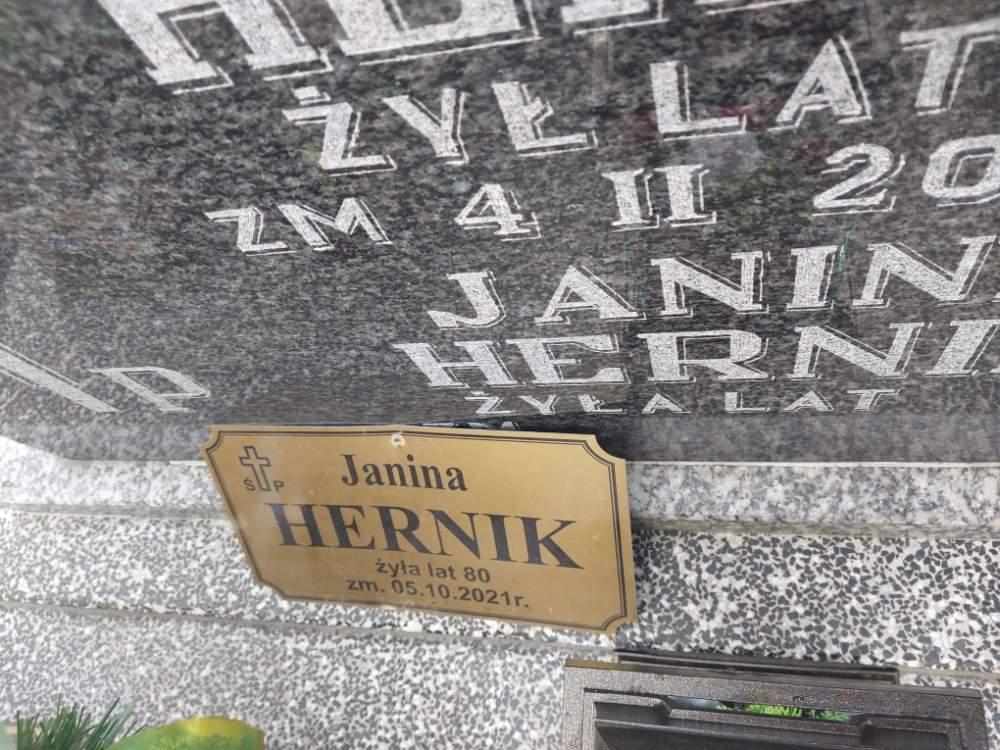 ŻYŁ LAT
ZM 4 II 20
JANIN
HERNI
ŻYŁA LAT
Ś P
Janina
HERNIK
żyła lat 80
zm. 05.10.2021r.